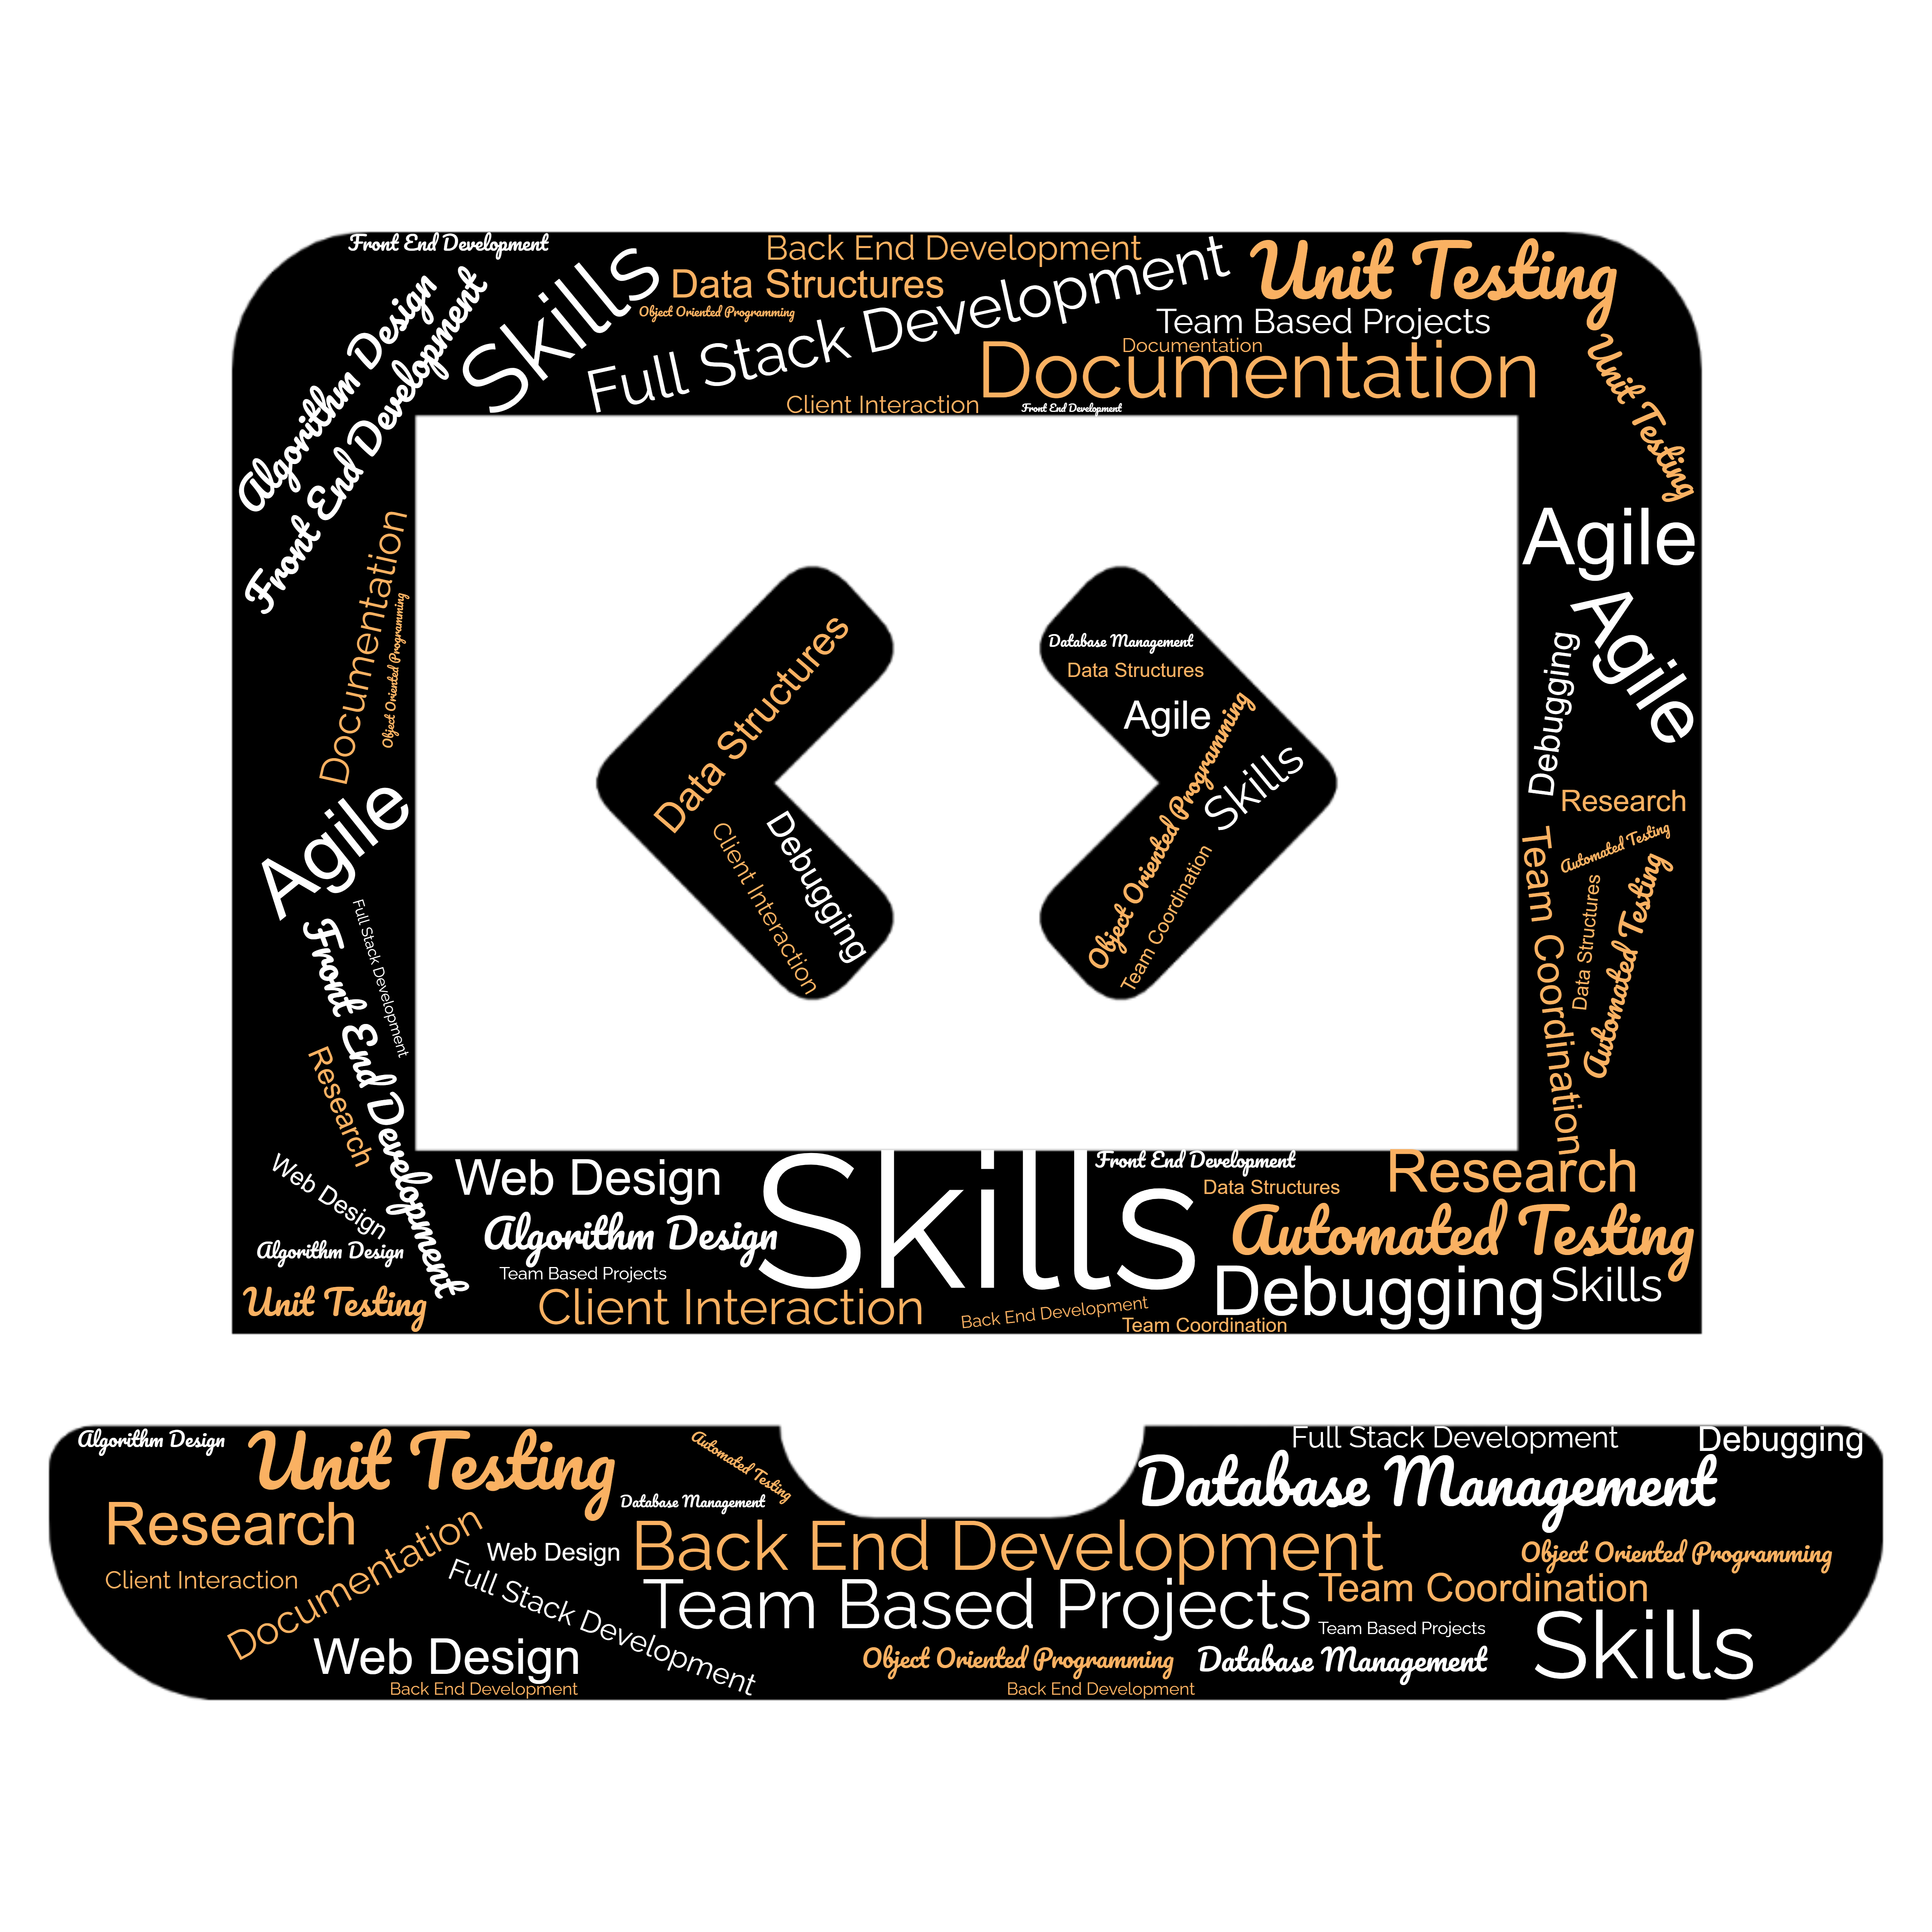 Front End Development
Back End Development
Unit Testing
Skills
Data Structures
Object Oriented Programming
Full Stack Development
Team Based Projects
Documentation
Documentation
Client Interaction
Front End Development
Algorithm Design
Front End Development
Unit Testing
Documentation
Object Oriented Programming
Agile
Agile
Debugging
Data Structures
Client Interaction
Debugging
Database Management
Data Structures
Agile
Object Oriented Programming
Skills
Team Coordination
Research
Automated Testing
Team Coordination
Data Structures
Automated Testing
Agile
Full Stack Development
Front End Development
Research
Web Design
Algorithm Design
Unit Testing
Web Design
Algorithm Design
Team Based Projects
Client Interaction
Skills
Front End Development
Data Structures
Research
Automated Testing
Debugging
Skills
Back End Development
Team Coordination
Algorithm Design
Unit Testing
Automated Testing
Database Management
Full Stack Development
Debugging
Database Management
Research
Documentation
Web Design
Back End Development
Object Oriented Programming
Client Interaction
Full Stack Development
Team Based Projects
Team Coordination
Team Based Projects
Skills
Web Design
Object Oriented Programming
Database Management
Back End Development
Back End Development